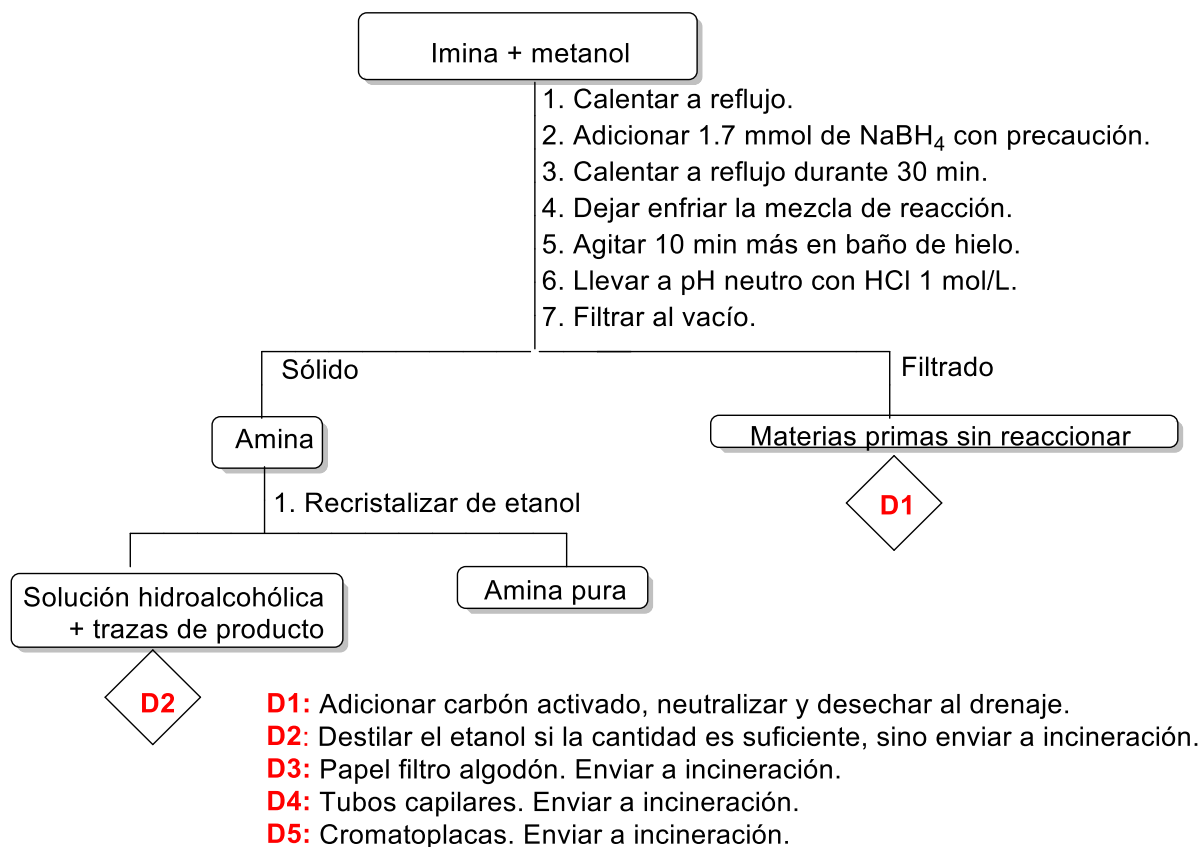 Imina + metanol
1. Calentar a reflujo.
2. Adicionar 1.7 mmol de NaBH4 con precaución.
3. Calentar a reflujo durante 30 min.
4. Dejar enfriar la mezcla de reacción.
5. Agitar 10 min más en baño de hielo.
6. Llevar a pH neutro con HCl 1 mol/L.
7. Filtrar al vacío.
Sólido
Filtrado
Amina
Materias primas sin reaccionar
D1
1. Recristalizar de etanol
Solución hidroalcohólica
+ trazas de producto
Amina pura
D2
D1: Adicionar carbón activado, neutralizar y desechar al drenaje.
D2: Destilar el etanol si la cantidad es suficiente, sino enviar a incineración.
D3: Papel filtro algodón. Enviar a incineración.
D4: Tubos capilares. Enviar a incineración.
D5: Cromatoplacas. Enviar a incineración.